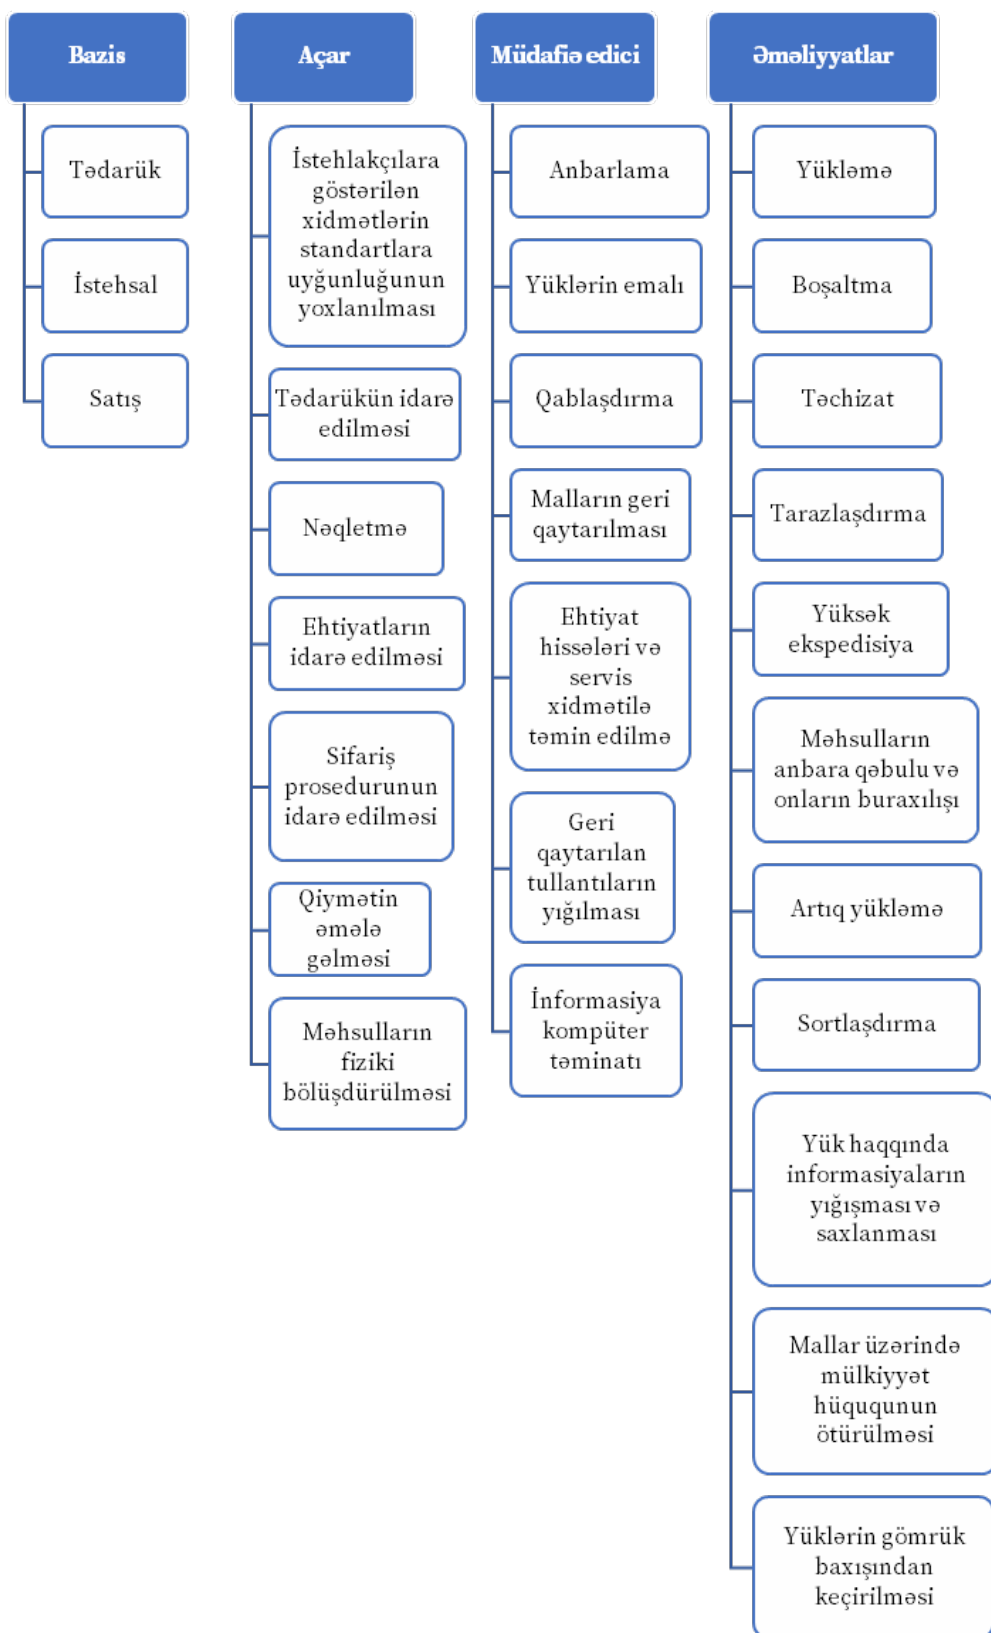 Bazis
Tədarük
İstehsal
Satış
Açar
İstehlakçılara
göstərilən
xidmətlərin
standartlara
uyğunluğunun
yoxlanılması
Tədarükün idarə
edilməsi
Nəqletmə
Ehtiyatların
idarə edilməsi
Sifariş
prosedurunun
idarə edilməsi
Qiymətin
əmələ
gəlməsi
Məhsulların
fiziki
bölüşdürülməsi
Müdafiə edici
Anbarlama
Yüklərin emalı
Qablaşdırma
Malların geri
qaytarılması
Ehtiyat
hissələri və
servis
xidmətilə
təmin edilmə
Geri
qaytarılan
tullantıların
yığılması
İnformasiya
kompüter
təminatı
Əməliyyatlar
Yükləmə
Boşaltma
Təchizat
Tarazlaşdırma
Yüksək
ekspedisiya
Məhsulların
anbara qəbulu və
onların buraxılışı
Artıq yükləmə
Sortlaşdırma
Yük haqqında
informasiyaların
yığışması və
saxlanması
Mallar üzərində
mülkiyyət
hüququnun
ötürülməsi
Yüklərin gömrük
baxışından
keçirilməsi